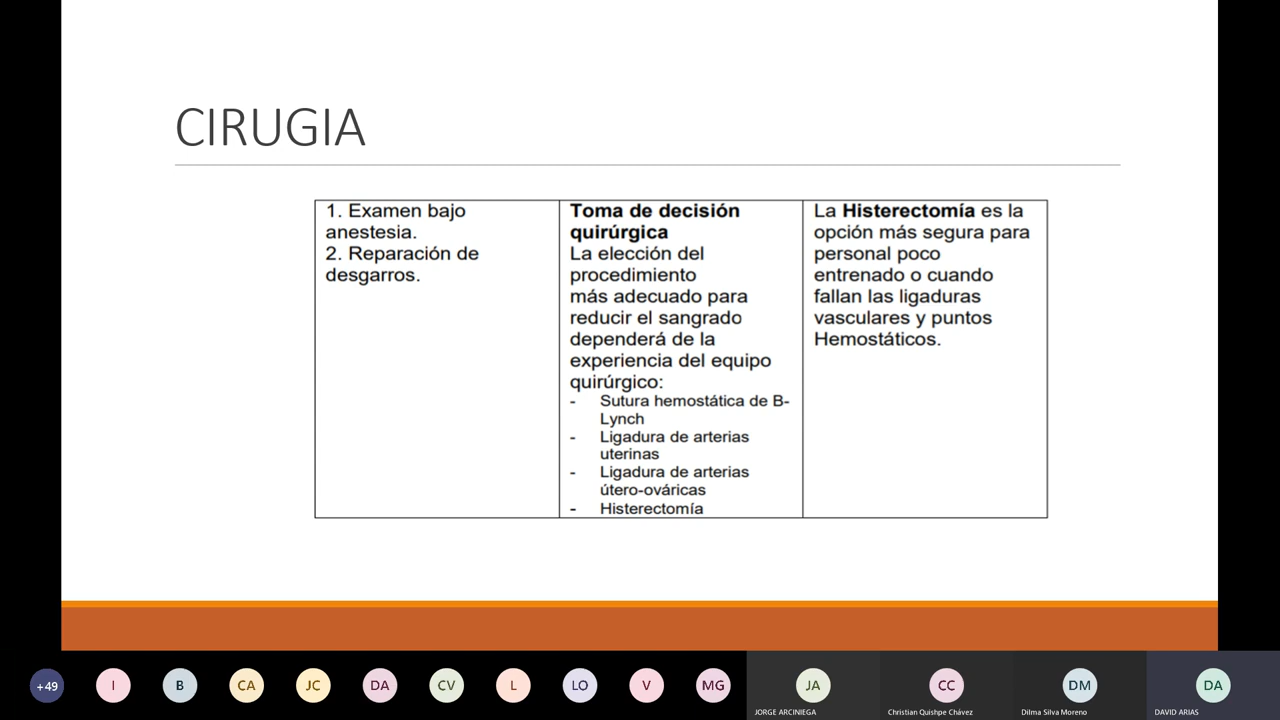 CIRUGIA
1. Examen bajo
anestesia.
2. Reparación de
desgarros.
Toma de decisión
quirúrgica
La elección del
procedimiento
más adecuado para
reducir el sangrado
dependerá de la
experiencia del equipo
quirúrgico:
- Sutura hemostática de B-
Lynch
- Ligadura de arterias
uterinas
- Ligadura de arterias
útero-ováricas
- Histerectomía
La Histerectomía es la
opción más segura para
personal poco
entrenado o cuando
fallan las ligaduras
vasculares y puntos
Hemostáticos.
+49 I B CA JC DA CV L LO V MG JA CC DM DA
JORGE ARCINIEGA Christian Quishpe Chávez Dilma Silva Moreno DAVID ARIAS